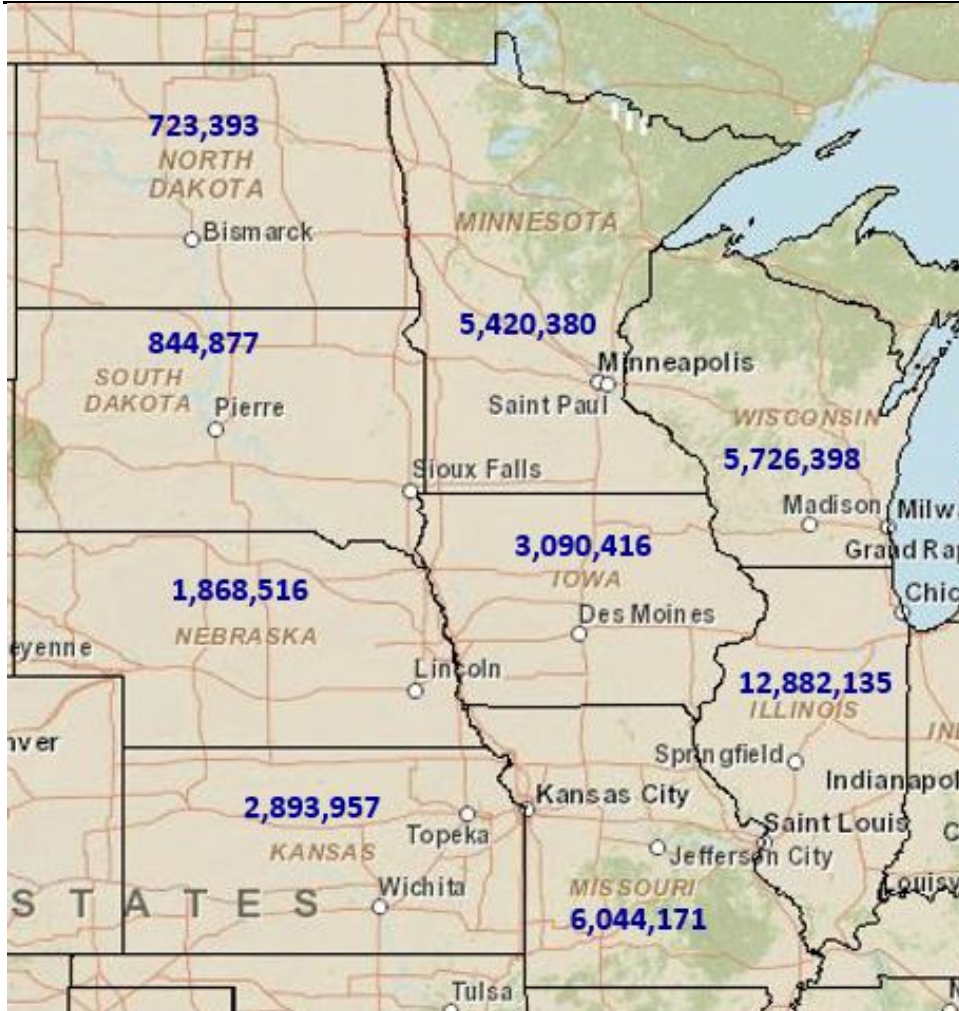 723,393
NORTH
DAKOTA
Bismarck
MINNESOTA
5,420,380
844,877
Minneapolis
SOUTH
DAKOTA
Saint Paul
Pierre
WISCONSIN
5,726,398
Sioux Falls
Madison
Milw
3,090,416
Grand Rap
IOWA
1,868,516
Chic
Des Moines
NEBRASKA
eyenne
Lincoln
12,882,135
ILLINOIS
nver
IN
Springfield
Indianapol
Kansas City
2,893,957
Topeka
Saint Louis
KANSAS
Jefferson City
C
Wichita
MISSOURI
Louisv
STATES
6,044,171
Tulsa
N